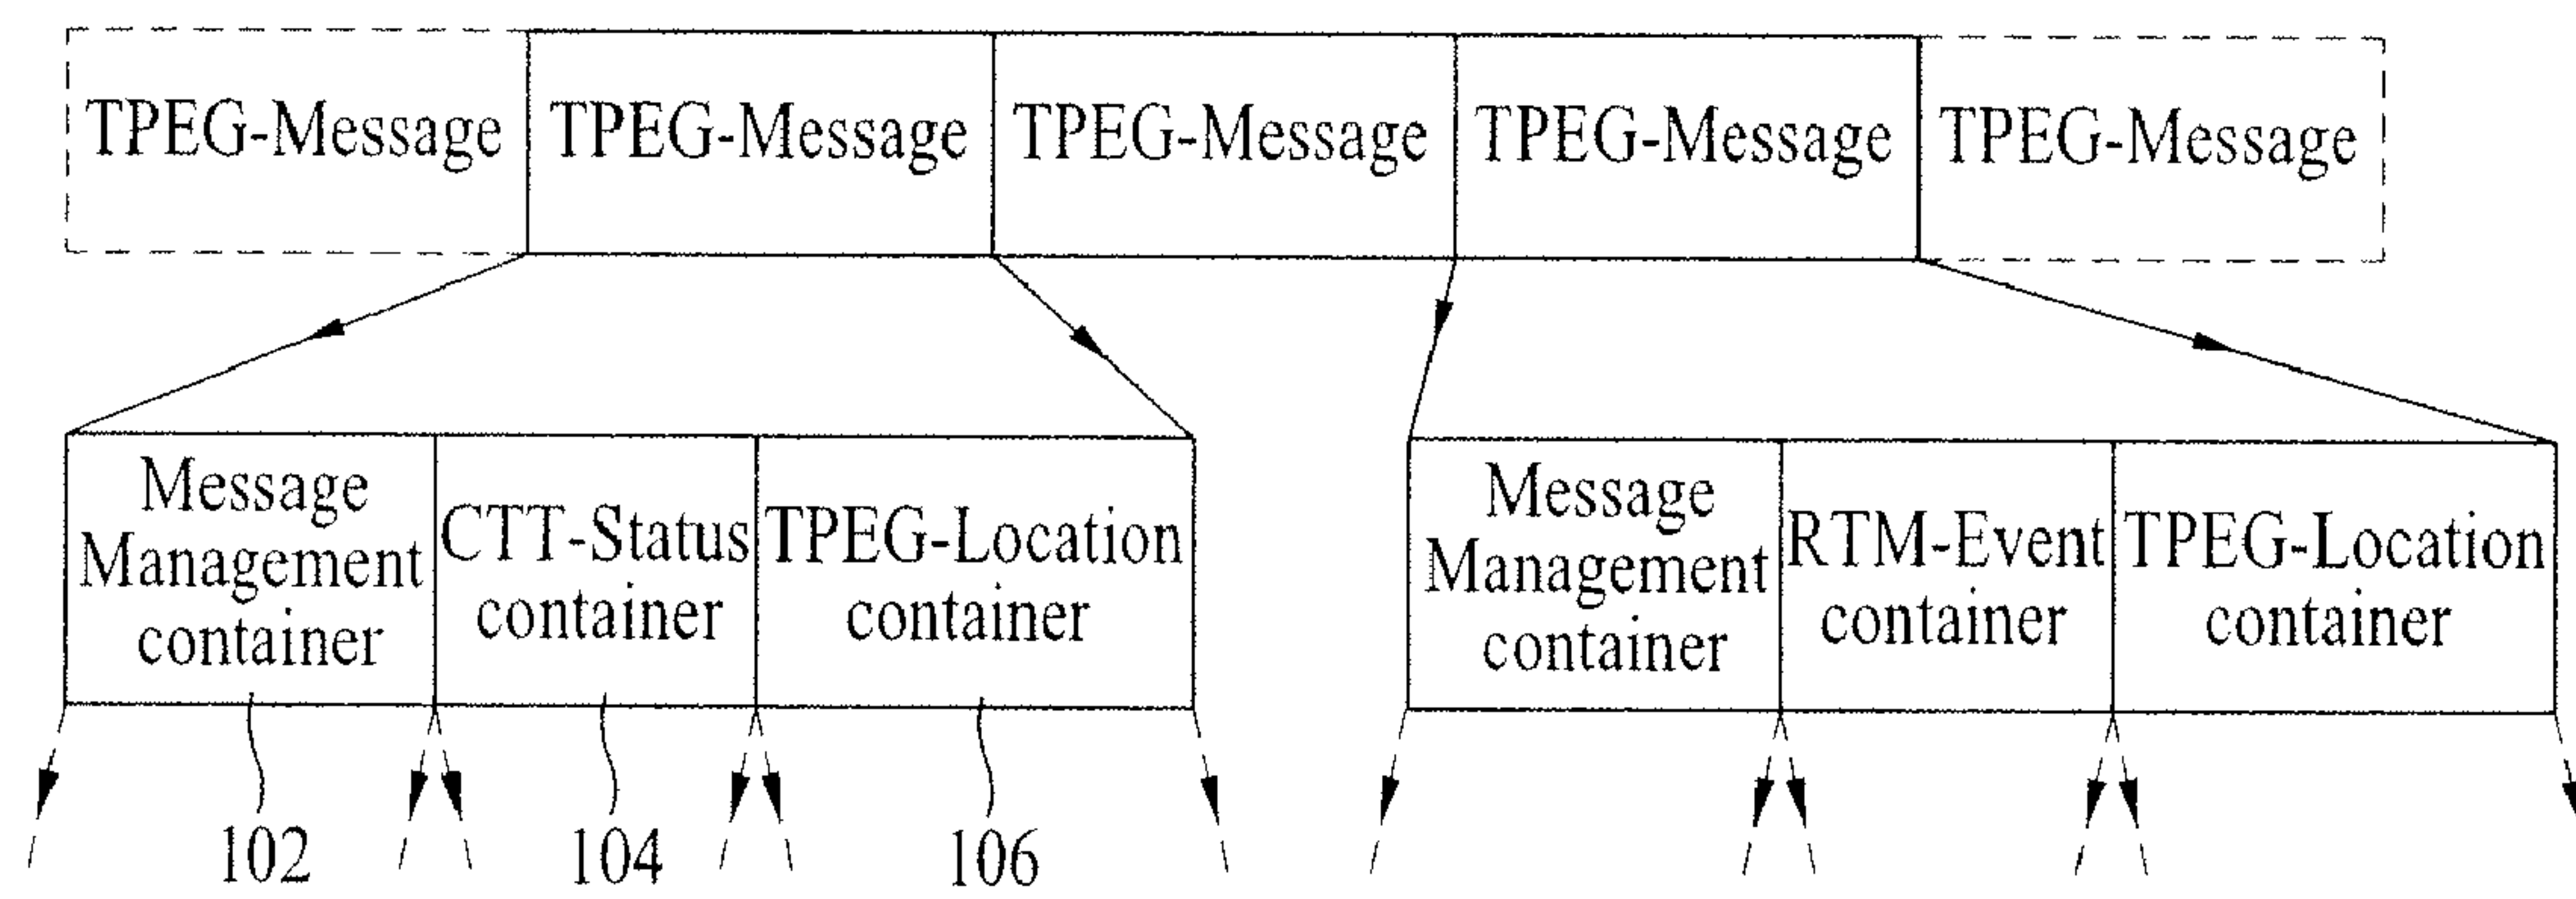 TPEG-Message TPEG-Message TPEG-Message TPEG-Message TPEG-Message
Message
Management
container
CTT-Status
container
TPEG-Location
container
Message
Management
container
RTM-Event
container
TPEG-Location
container
102 104 106